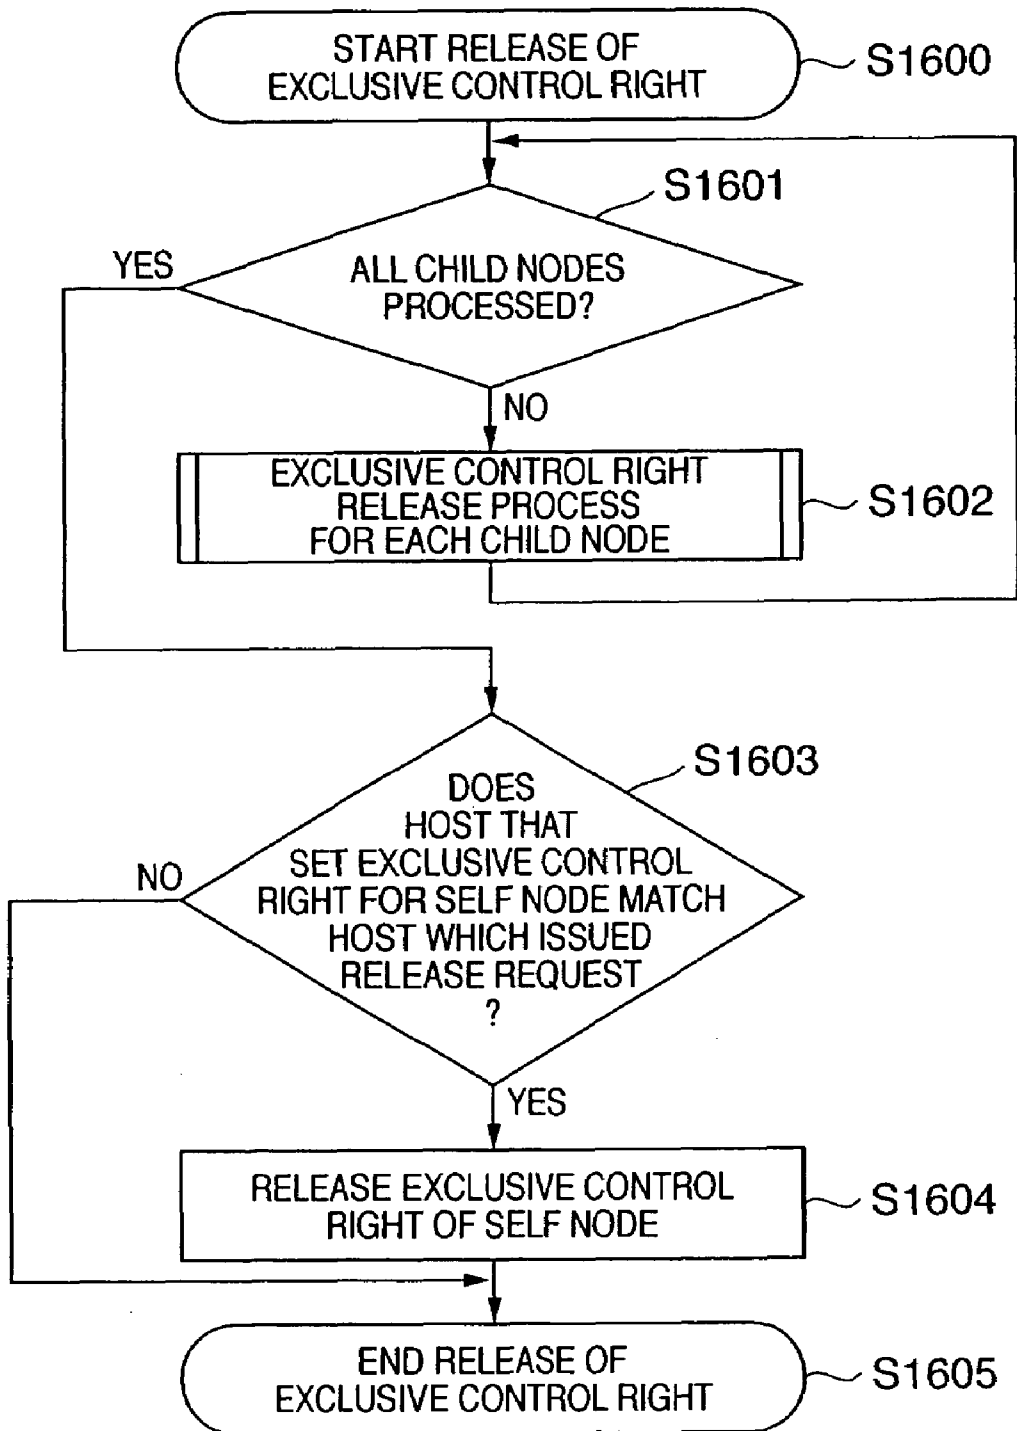 START RELEASE OF
EXCLUSIVE CONTROL RIGHT
S1600
S1601
YES
ALL CHILD NODES
PROCESSED?
NO
EXCLUSIVE CONTROL RIGHT
RELEASE PROCESS
FOR EACH CHILD NODE
S1602
S1603
DOES
HOST THAT
SET EXCLUSIVE CONTROL
RIGHT FOR SELF NODE MATCH
HOST WHICH ISSUED
RELEASE REQUEST
?
NO
YES
RELEASE EXCLUSIVE CONTROL
RIGHT OF SELF NODE
S1604
END RELEASE OF
EXCLUSIVE CONTROL RIGHT
S1605